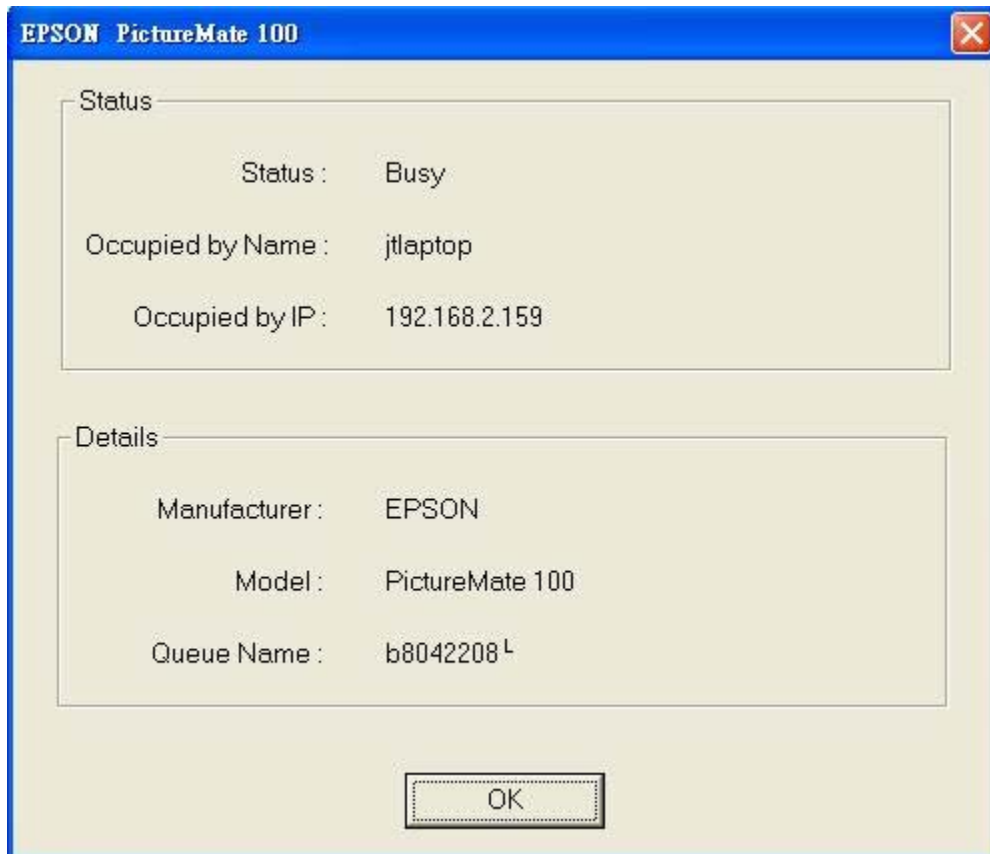 EPSON PictureMate 100
Status
Status : Busy
Occupied by Name : jtlaptop
Occupied by IP : 192.168.2.159
Details
Manufacturer : EPSON
Model : PictureMate 100
Queue Name : b8042208└
OK